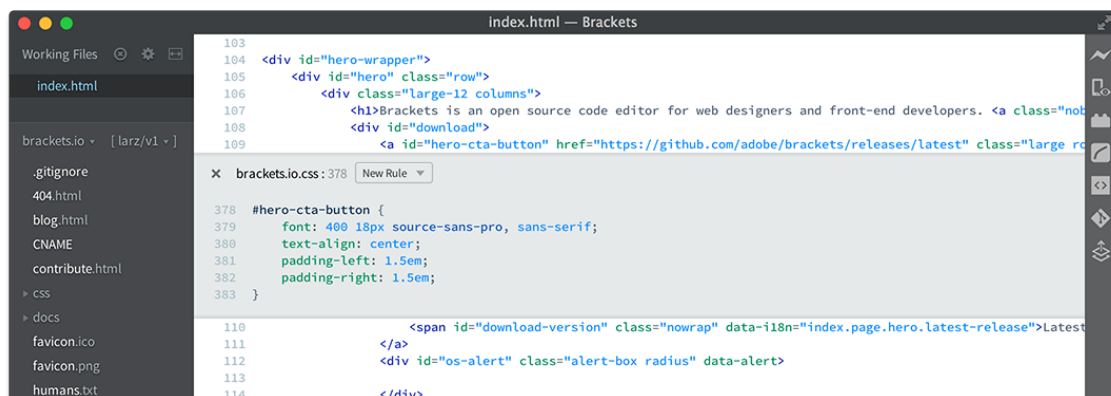 index.html — Brackets
Working Files
index.html
brackets.io [ larz/v1 ]
.gitignore
404.html
blog.html
CNAME
contribute.html
css
docs
favicon.ico
favicon.png
humans.txt
103
104 <div id="hero-wrapper">
105 <div id="hero" class="row">
106 <div class="large-12 columns">
107 <h1>Brackets is an open source code editor for web designers and front-end developers. <a class="nob
108 <div id="download">
109 <a id="hero-cta-button" href="https://github.com/adobe/brackets/releases/latest" class="large ro
× brackets.io.css : 378 New Rule
378 #hero-cta-button {
379 font: 400 18px source-sans-pro, sans-serif;
380 text-align: center;
381 padding-left: 1.5em;
382 padding-right: 1.5em;
383 }
110 <span id="download-version" class="nowrap" data-i18n="index.page.hero.latest-release">Latest
111 </a>
112 <div id="os-alert" class="alert-box radius" data-alert>
113
114 </div>